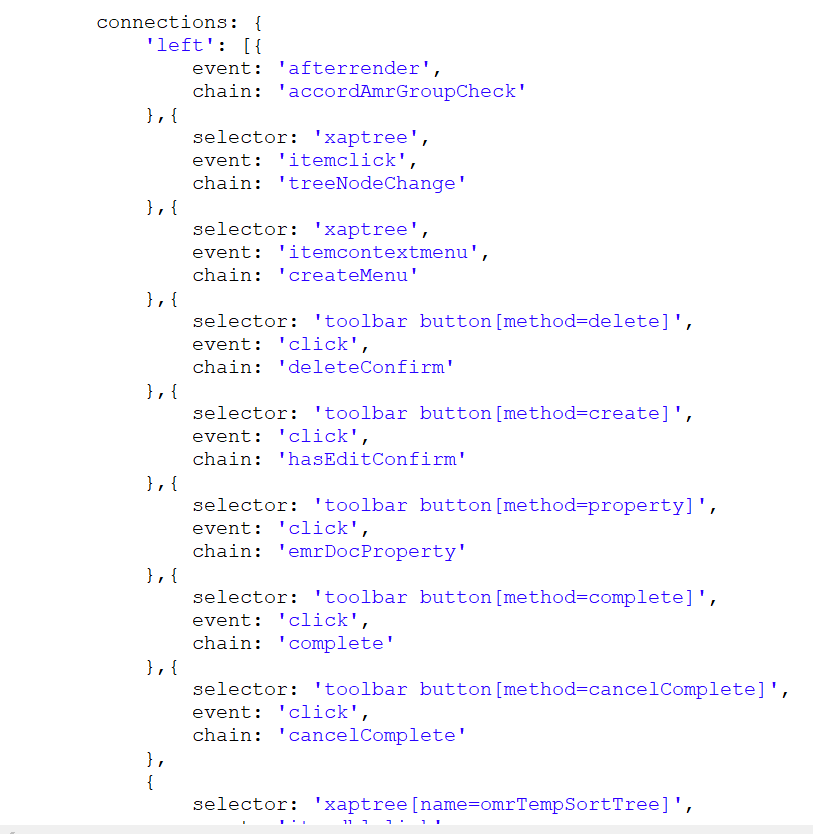 connections: {
'left': [{
event: 'afterrender',
chain: 'accordAmrGroupCheck'
},{
selector: 'xaptree',
event: 'itemclick',
chain: 'treeNodeChange'
},{
selector: 'xaptree',
event: 'itemcontextmenu',
chain: 'createMenu'
},{
selector: 'toolbar button[method=delete]',
event: 'click',
chain: 'deleteConfirm'
},{
selector: 'toolbar button[method=create]',
event: 'click',
chain: 'hasEditConfirm'
},{
selector: 'toolbar button[method=property]',
event: 'click',
chain: 'emrDocProperty'
},{
selector: 'toolbar button[method=complete]',
event: 'click',
chain: 'complete'
},{
selector: 'toolbar button[method=cancelComplete]',
event: 'click',
chain: 'cancelComplete'
},
{
selector: 'xaptree[name=omrTempSortTree]',